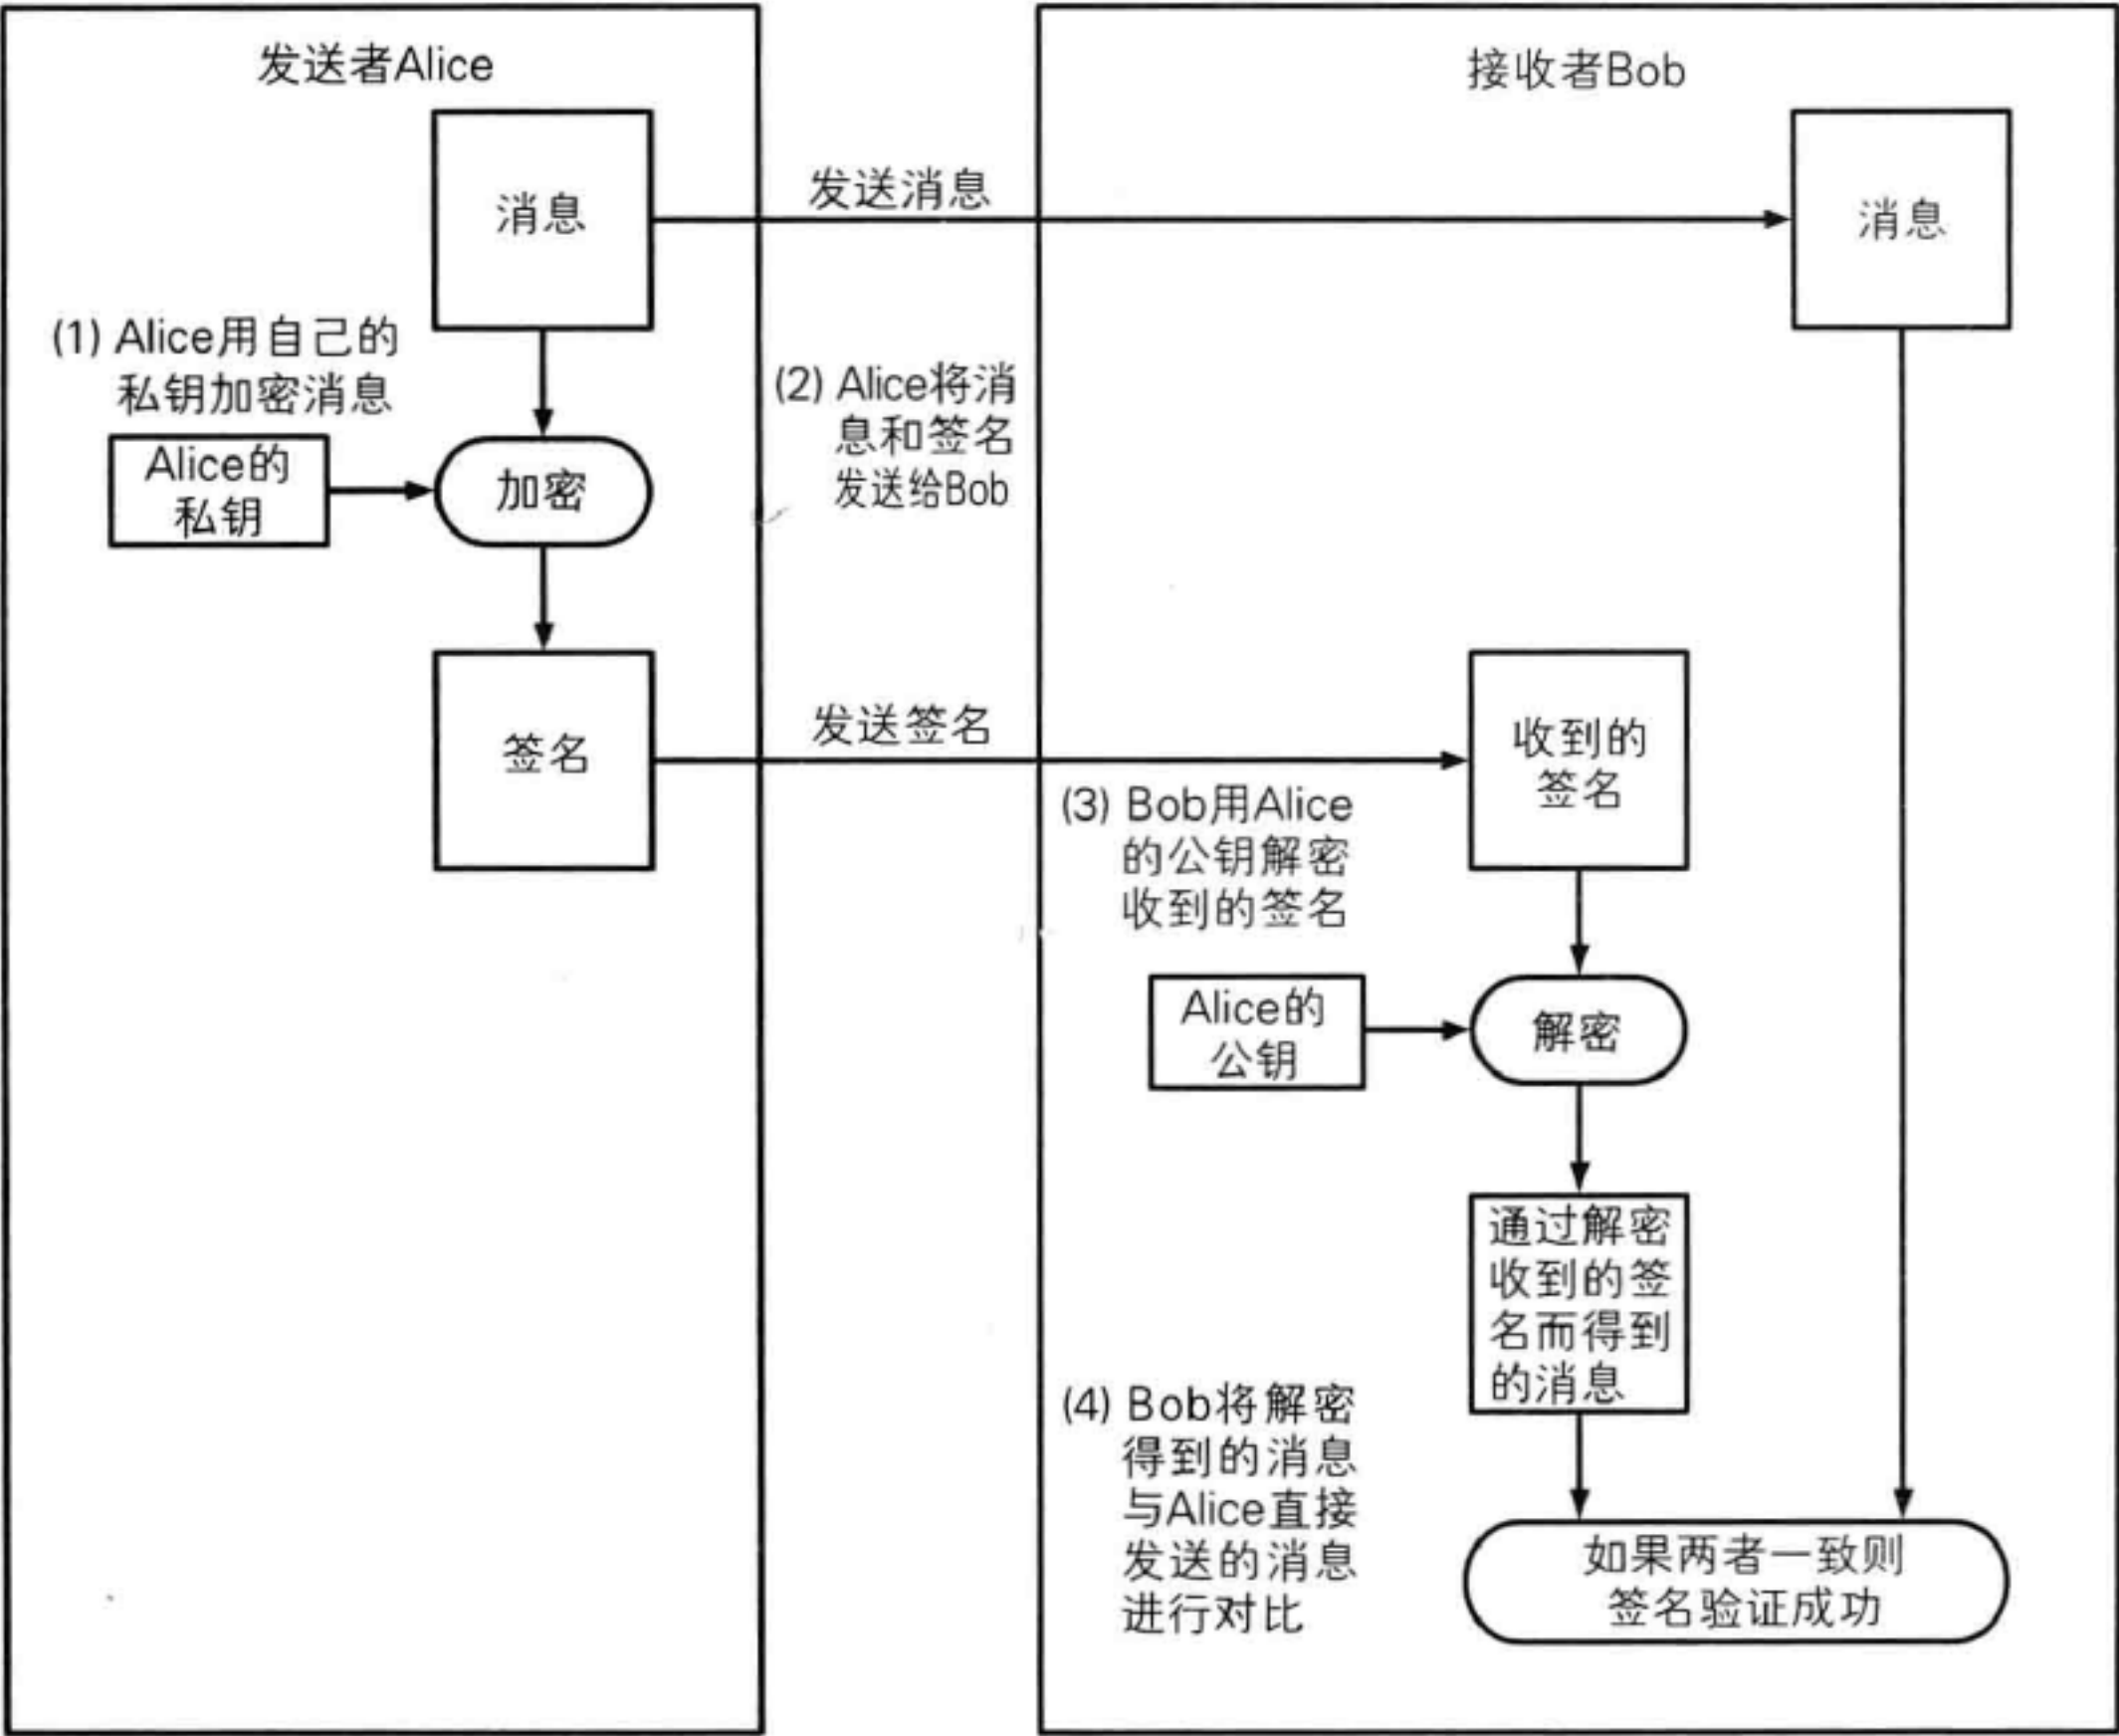 发送者Alice
消息
(1) Alice用自己的
私钥加密消息
Alice的
私钥
加密
签名
发送消息
(2) Alice将消
息和签名
发送给Bob
发送签名
接收者Bob
消息
收到的
签名
(3) Bob用Alice
的公钥解密
收到的签名
Alice的
公钥
解密
通过解密
收到的签
名而得到
的消息
(4) Bob将解密
得到的消息
与Alice直接
发送的消息
进行对比
如果两者一致则
签名验证成功